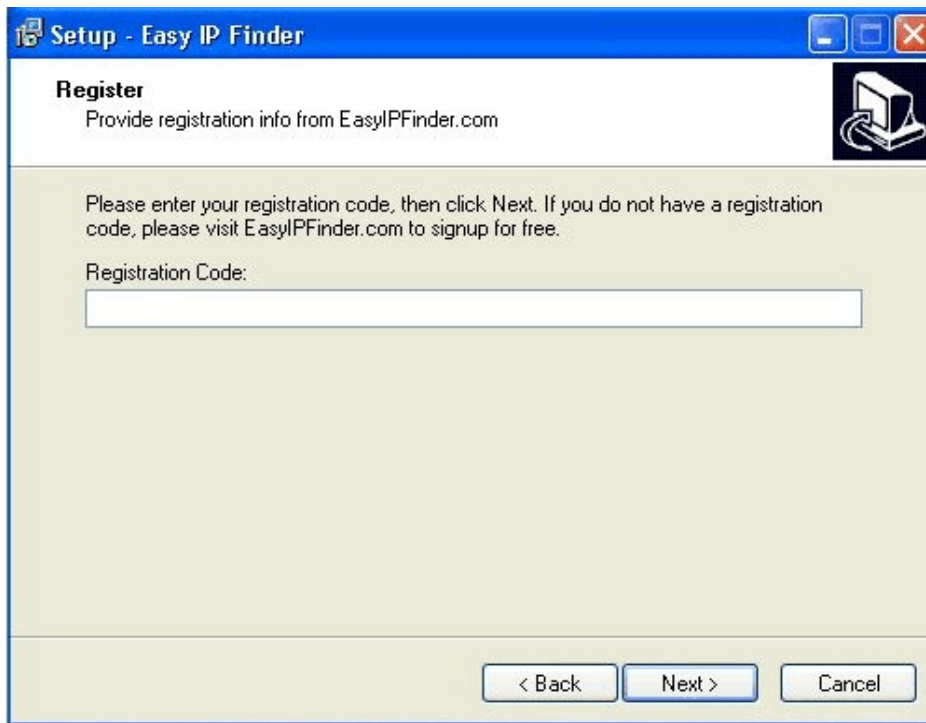 Setup - Easy IP Finder
Register
Provide registration info from EasyIPFinder.com
Please enter your registration code, then click Next. If you do not have a registration
code, please visit EasyIPFinder.com to signup for free.
Registration Code:
< Back Next > Cancel